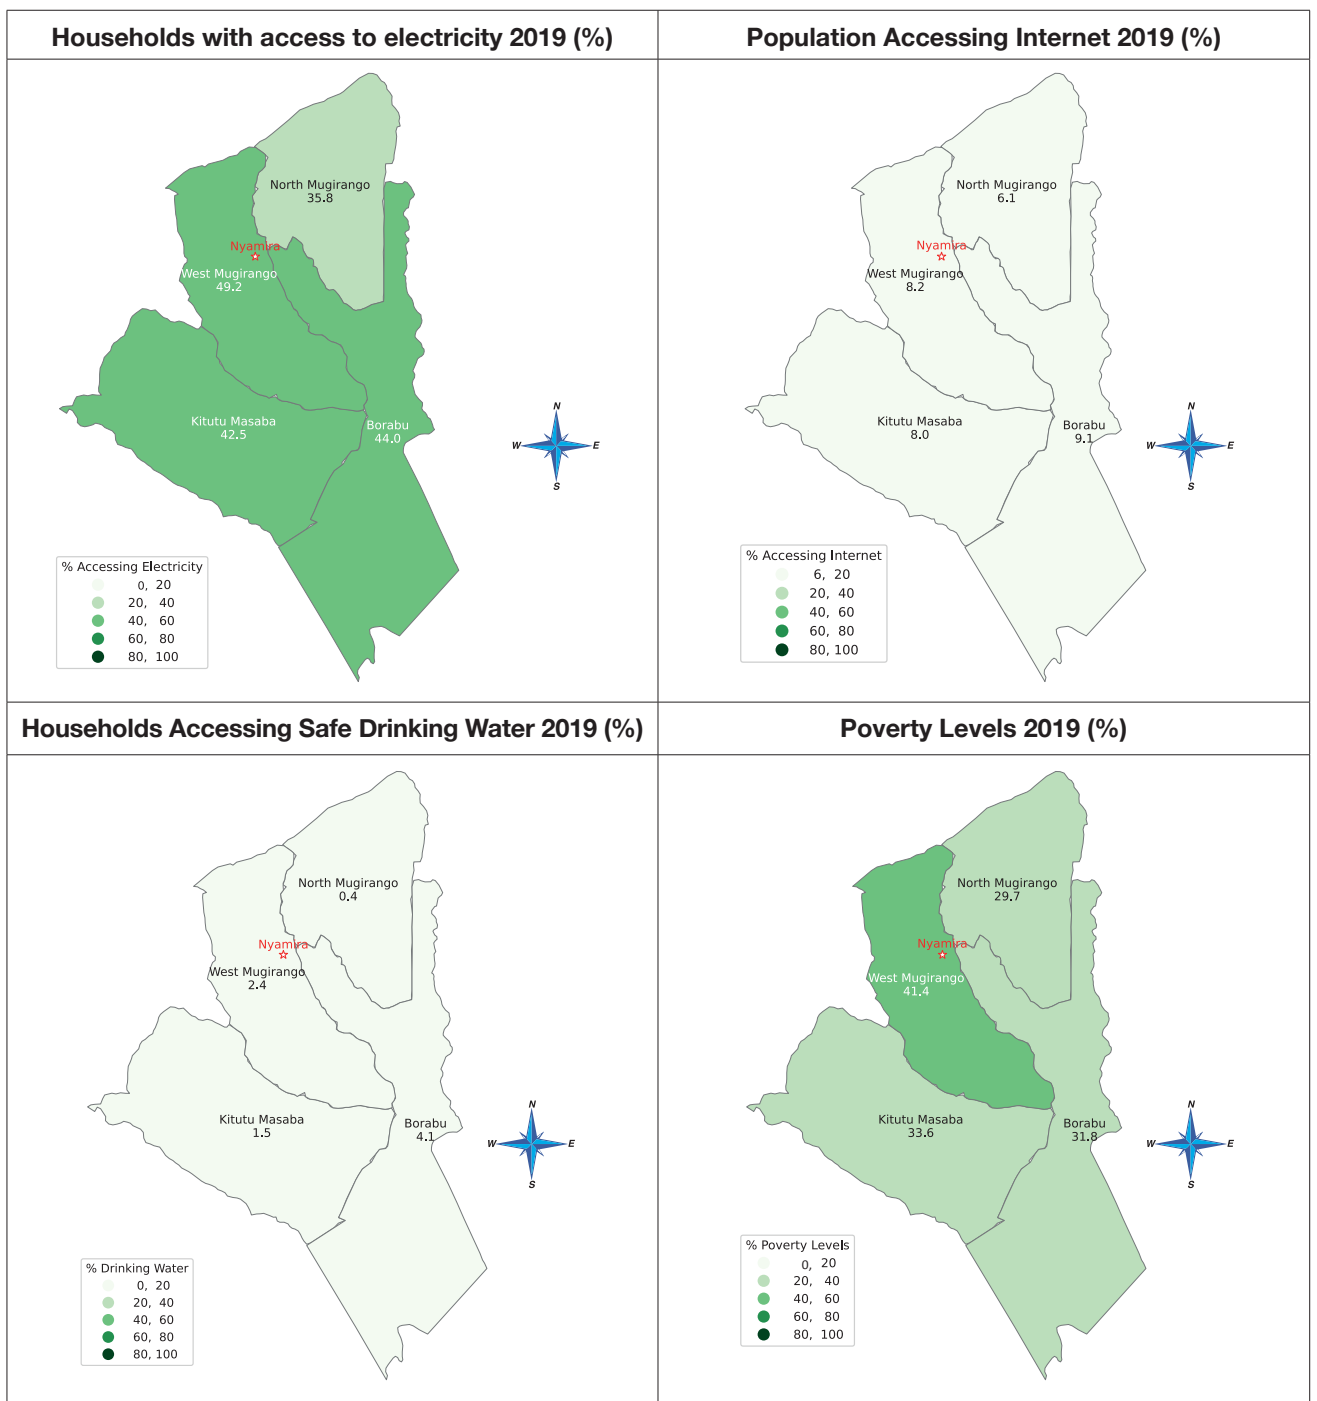 Households with access to electricity 2019 (%)
North Mugirango
35.8
Nyamira
West Mugirango
49.2
Kitutu Masaba
42.5
Borabu
44.0
N
W
E
S
% Accessing Electricity
0, 20
20, 40
40, 60
60, 80
80, 100
Population Accessing Internet 2019 (%)
North Mugirango
6.1
Nyamira
West Mugirango
8.2
Kitutu Masaba
8.0
Borabu
9.1
N
W
E
S
% Accessing Internet
6, 20
20, 40
40, 60
60, 80
80, 100
Households Accessing Safe Drinking Water 2019 (%)
North Mugirango
0.4
Nyamira
West Mugirango
2.4
Kitutu Masaba
1.5
Borabu
4.1
N
W
E
S
% Drinking Water
0, 20
20, 40
40, 60
60, 80
80, 100
Poverty Levels 2019 (%)
North Mugirango
29.7
Nyamira
West Mugirango
41.4
Kitutu Masaba
33.6
Borabu
31.8
N
W
E
S
% Poverty Levels
0, 20
20, 40
40, 60
60, 80
80, 100